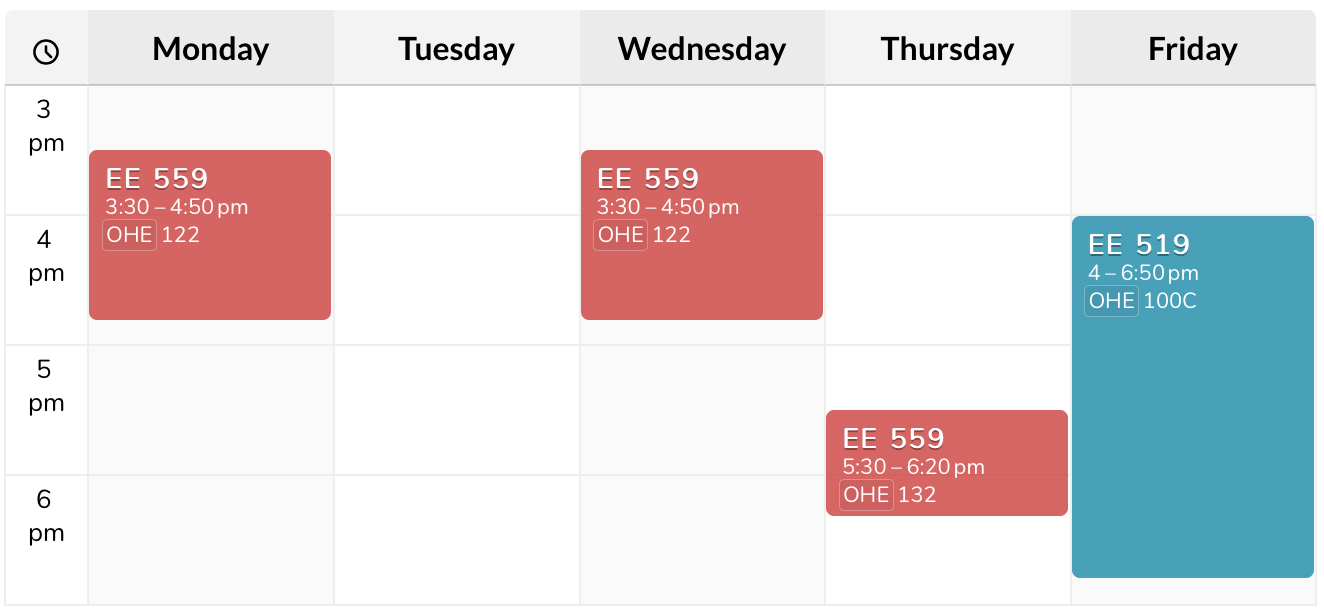 Monday Tuesday Wednesday Thursday Friday
3
pm
EE 559
3:30 – 4:50 pm
OHE 122
EE 559
3:30 – 4:50 pm
OHE 122
4
pm
EE 519
4 – 6:50 pm
OHE 100C
5
pm
EE 559
5:30 – 6:20 pm
OHE 132
6
pm